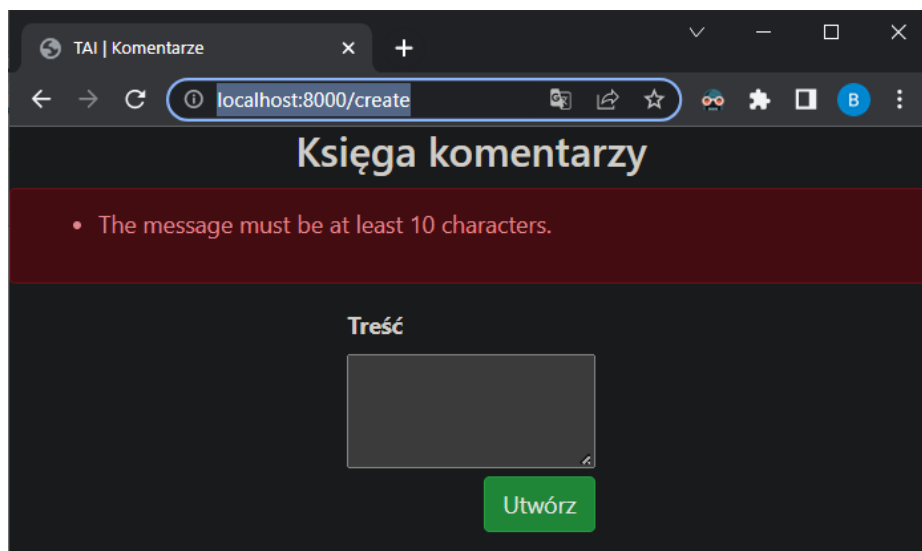 TAI | Komentarze
localhost:8000/create
B
Księga komentarzy
• The message must be at least 10 characters.
Treść
Utwórz